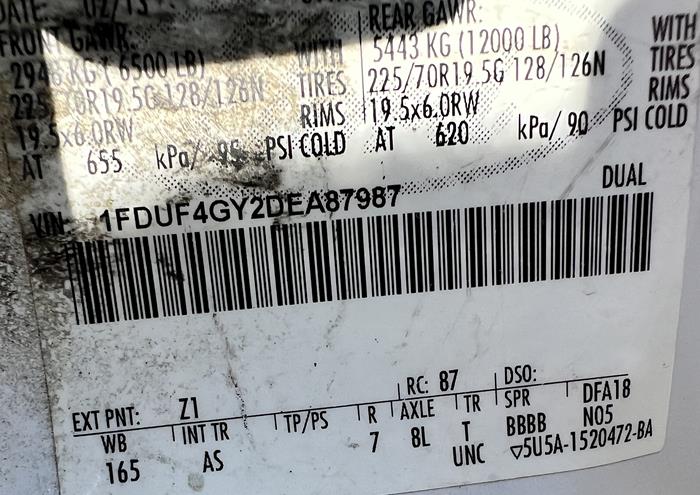 DATE: 02/13
FRONT GAWR: REAR GAWR:
2948 KG ( 6500 LB) WITH 5443 KG (12000 LB) WITH
225/70R19.5G 128/126N TIRES 225/70R19.5G 128/126N TIRES
19.5x6.0RW RIMS 19.5x6.0RW RIMS
AT 655 kPa/ 95 PSI COLD AT 620 kPa/ 90 PSI COLD
VIN: 1FDUF4GY2DEA87987 DUAL
EXT PNT: Z1 RC: 87 DSO:
WB INT TR TP/PS R AXLE TR SPR DFA18
165 AS 7 8L T BBBB N05
UNC ▽5U5A-1520472-BA